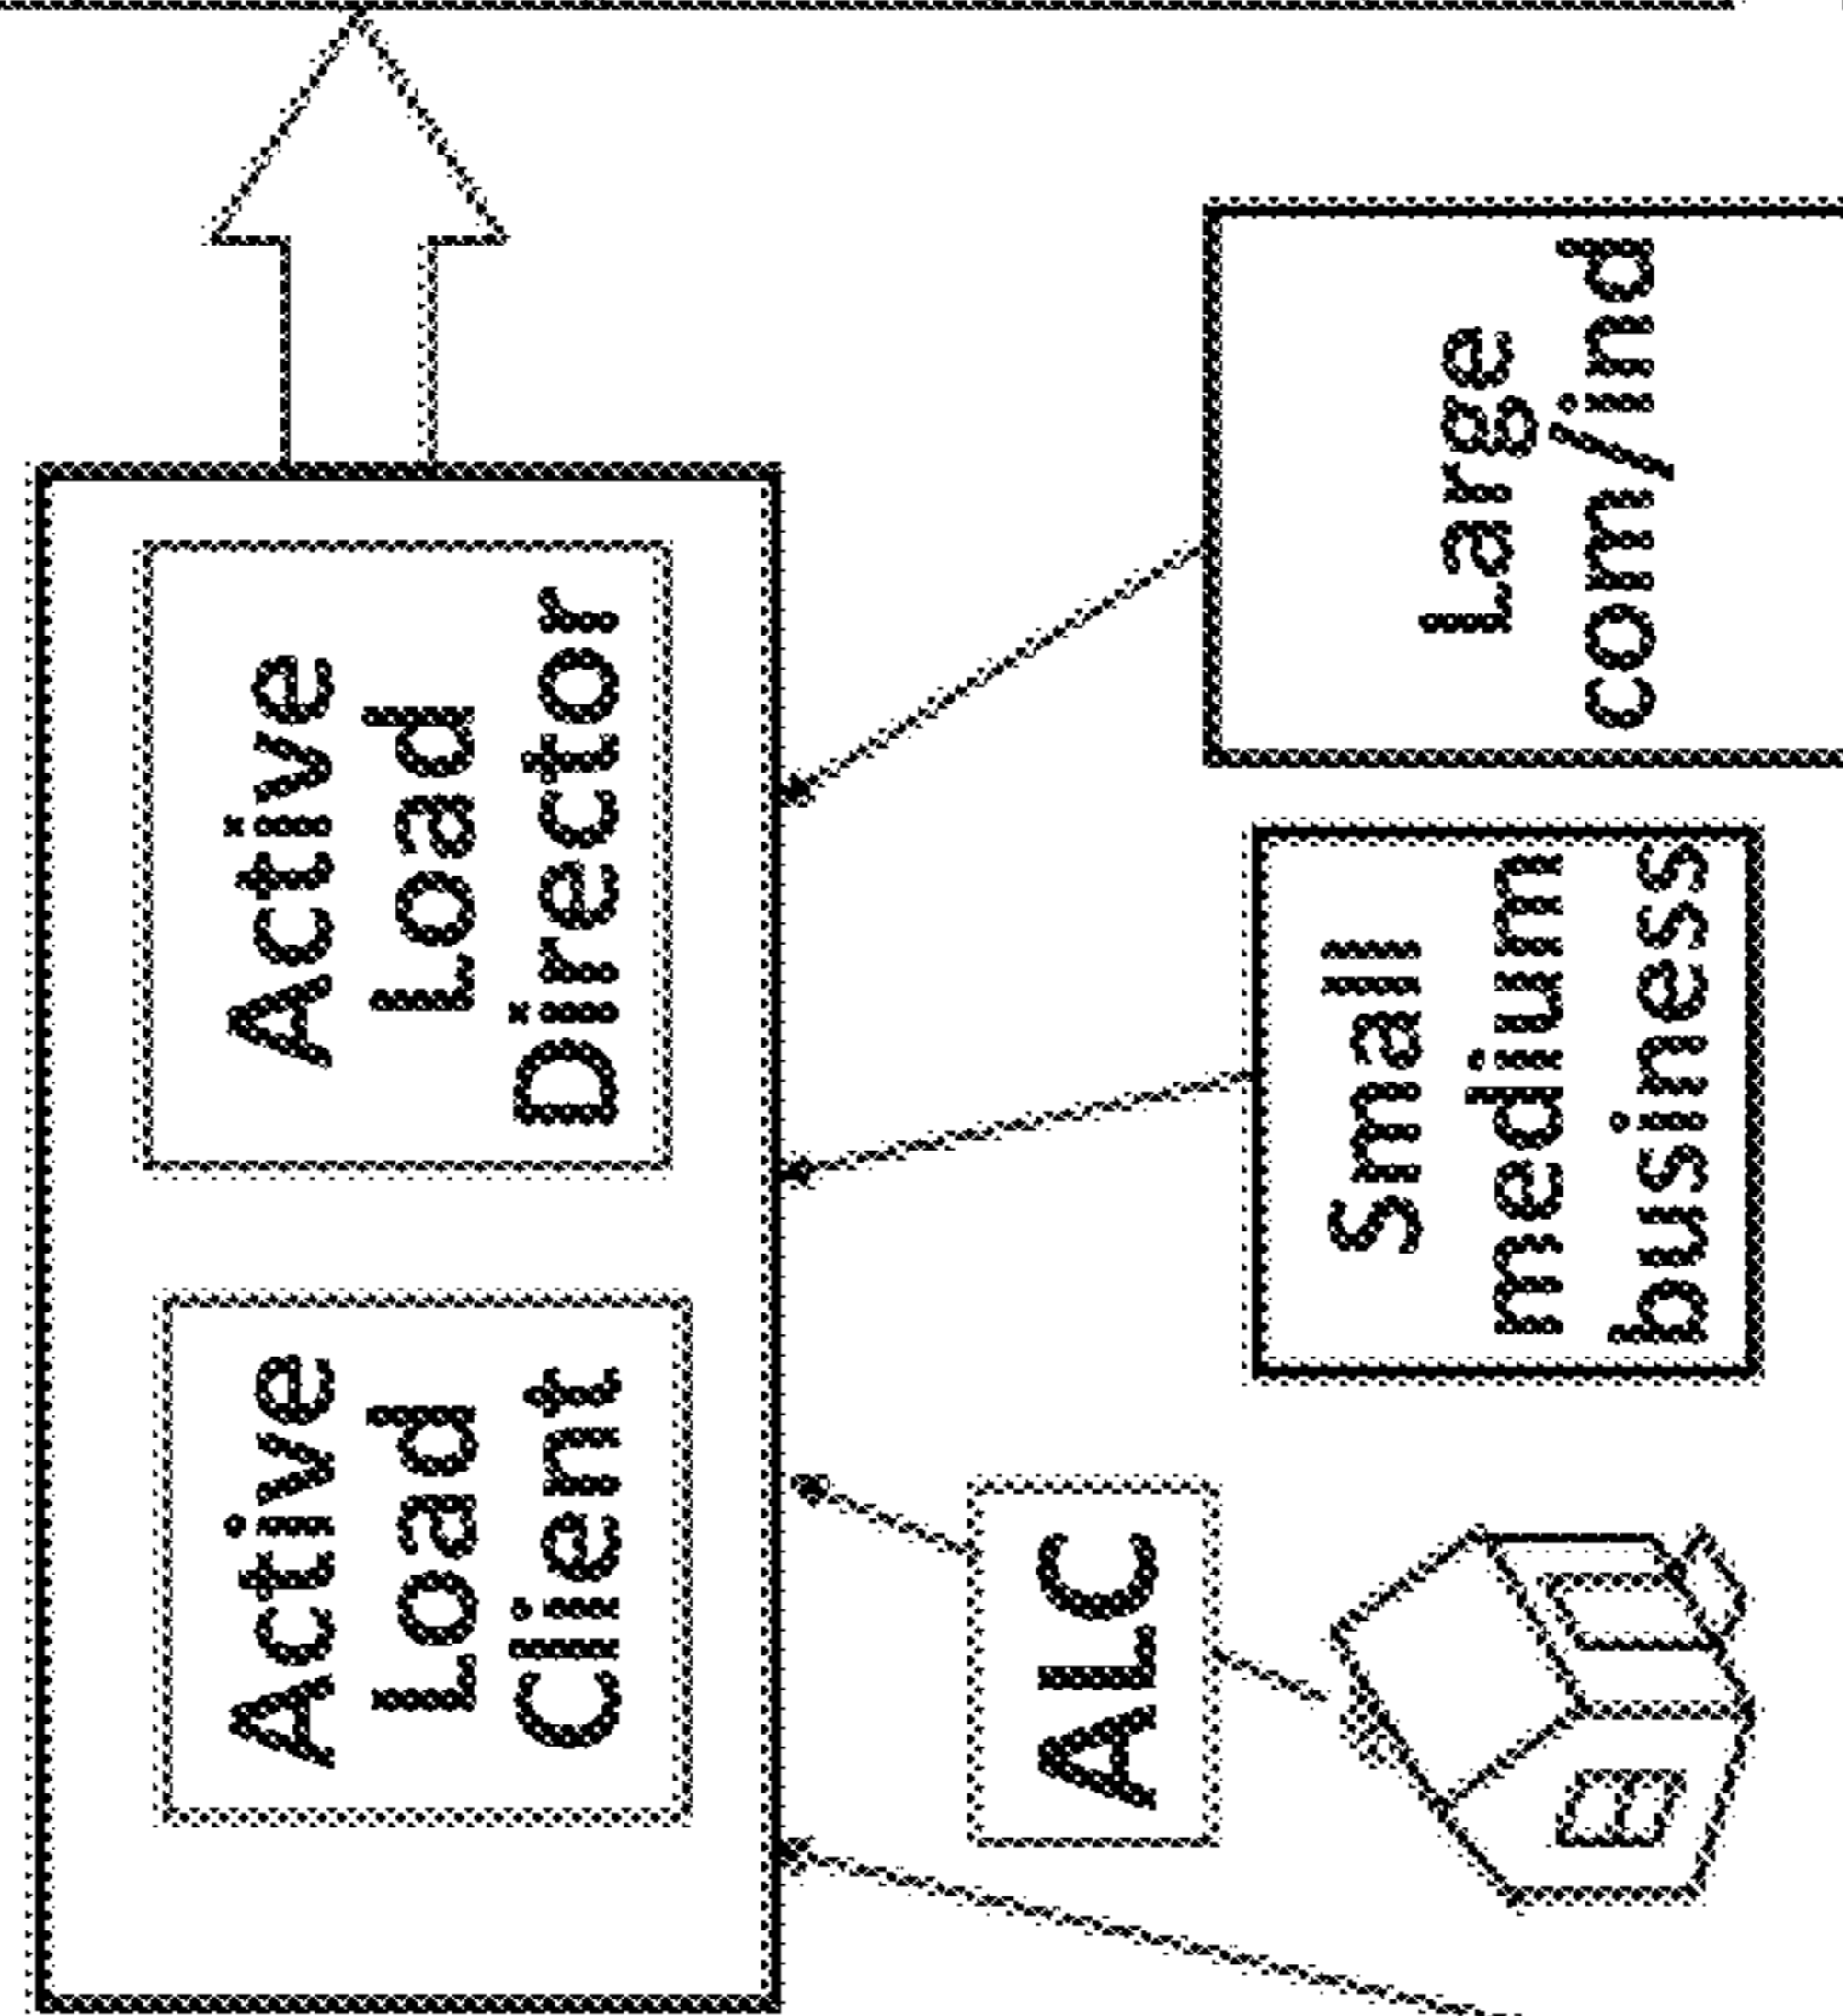 Active
Load
Client
Active
Load
Director
ALC
Small
medium
business
Large
com/ind